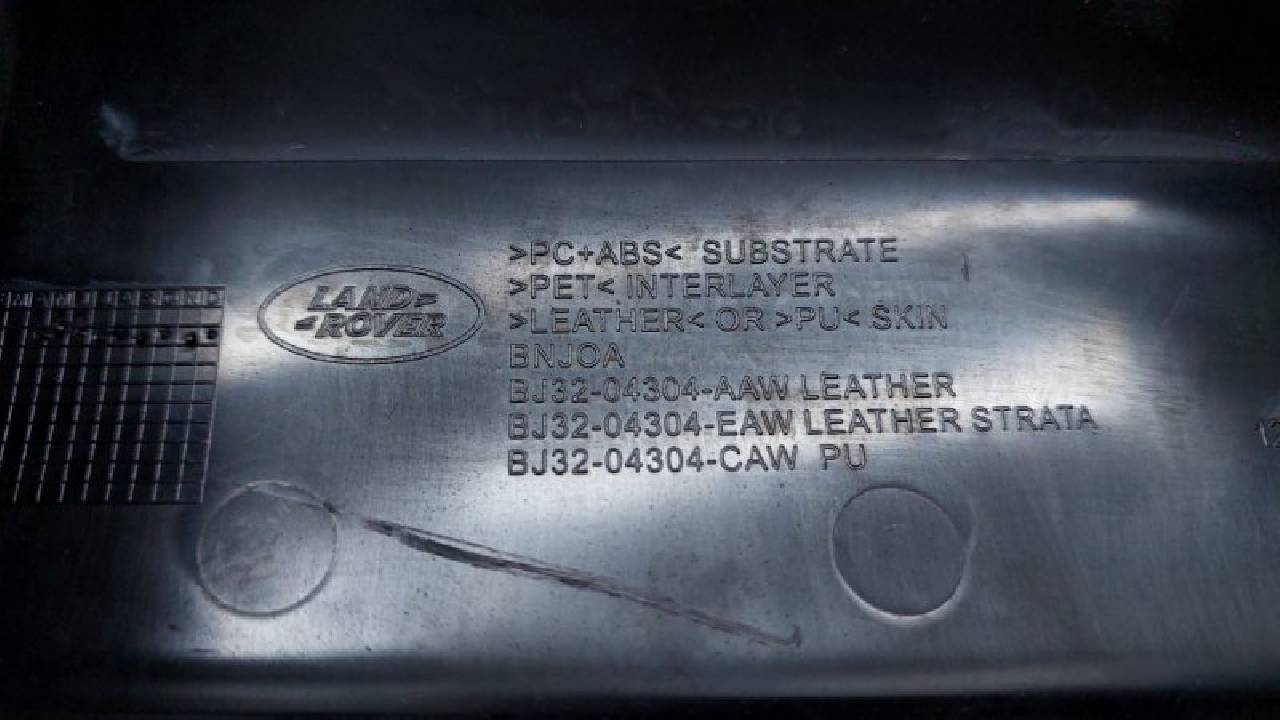 >PC+ABS< SUBSTRATE
>PET< INTERLAYER
>LEATHER< OR >PU< SKIN
LAND
ROVER
BNJOA
BJ32-04304-AAW LEATHER
BJ32-04304-EAW LEATHER STRATA
BJ32-04304-CAW PU